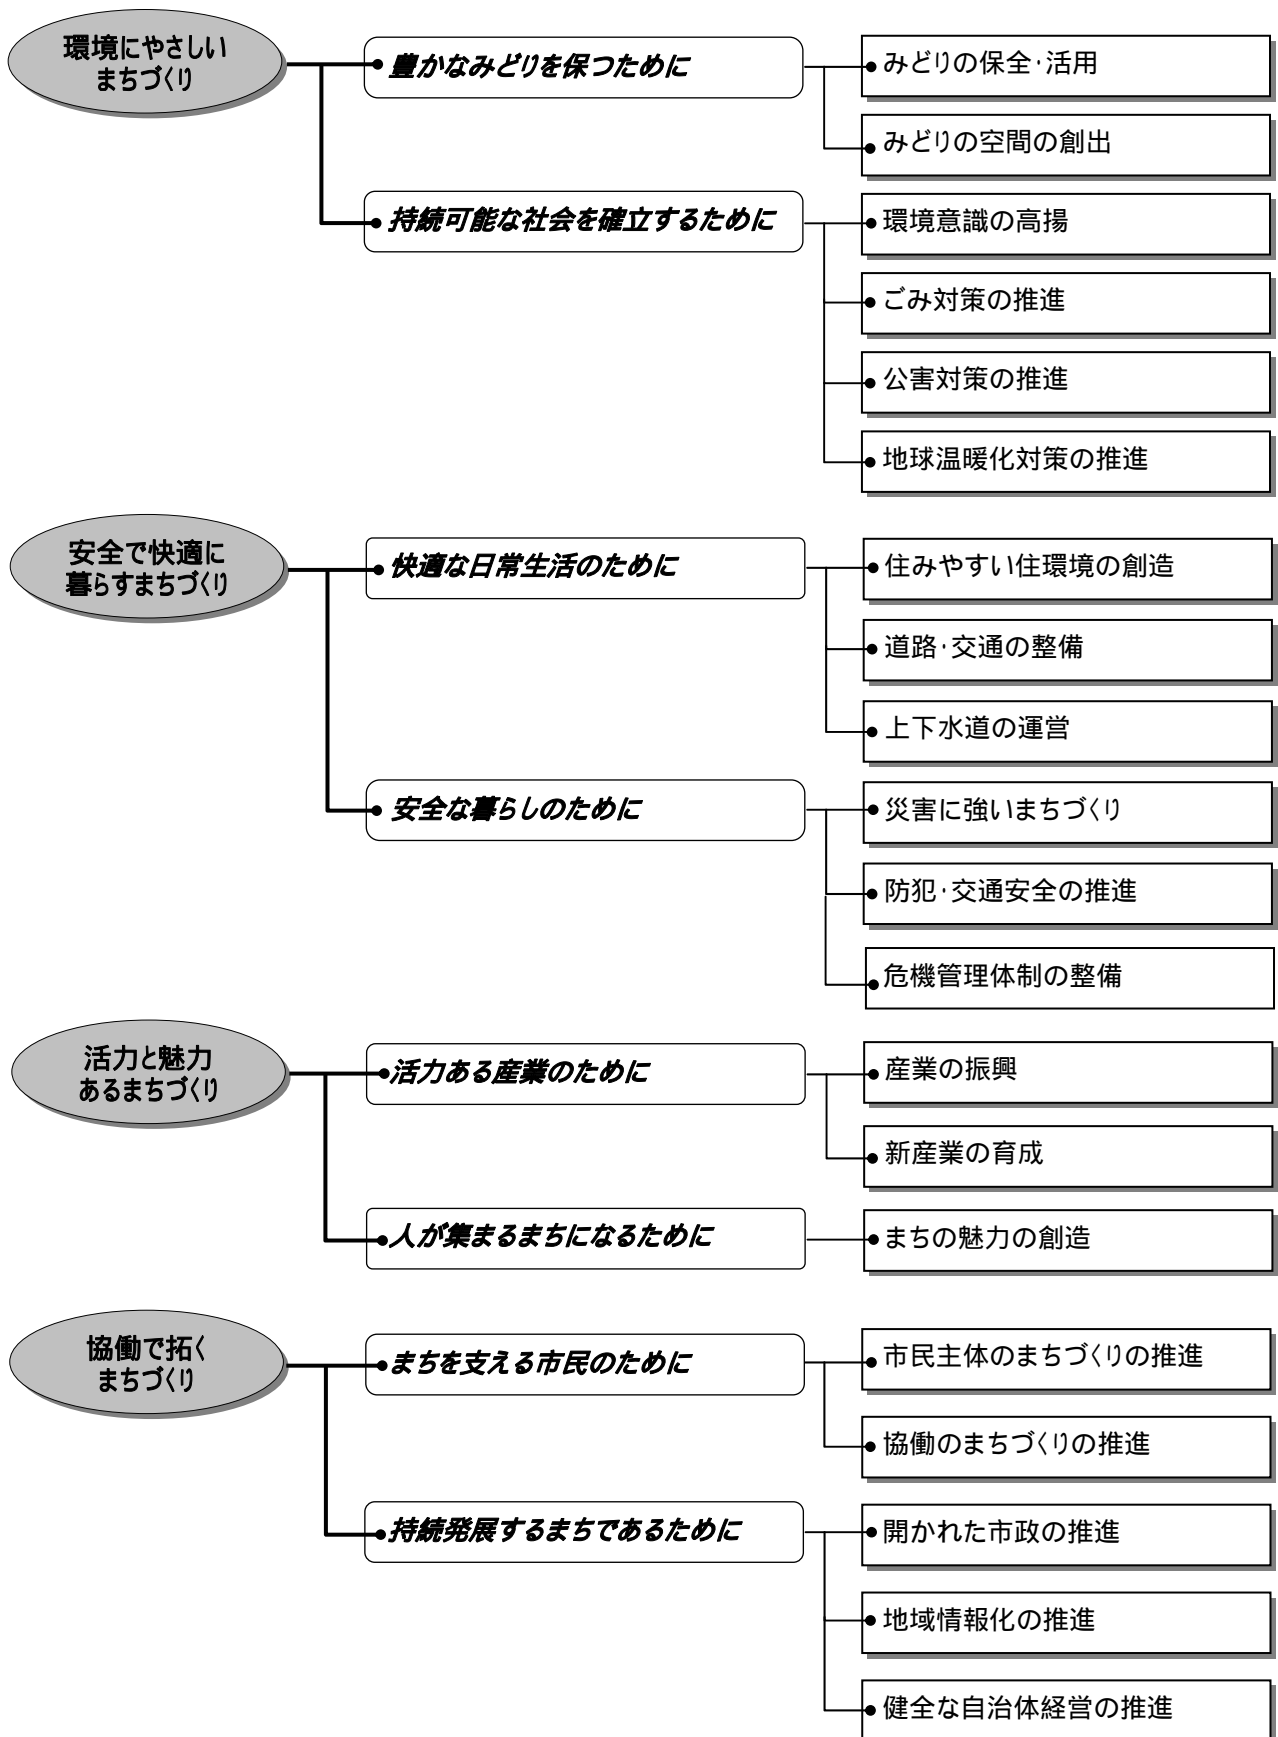 環境にやさしい
まちづくり
豊かなみどりを保つために
みどりの保全・活用
みどりの空間の創出
持続可能な社会を確立するために
環境意識の高揚
ごみ対策の推進
公害対策の推進
地球温暖化対策の推進
安全で快適に
暮らすまちづくり
快適な日常生活のために
住みやすい住環境の創造
道路・交通の整備
上下水道の運営
安全な暮らしのために
災害に強いまちづくり
防犯・交通安全の推進
危機管理体制の整備
活力と魅力
あるまちづくり
活力ある産業のために
産業の振興
新産業の育成
人が集まるまちになるために
まちの魅力の創造
協働で拓く
まちづくり
まちを支える市民のために
市民主体のまちづくりの推進
協働のまちづくりの推進
持続発展するまちであるために
開かれた市政の推進
地域情報化の推進
健全な自治体経営の推進